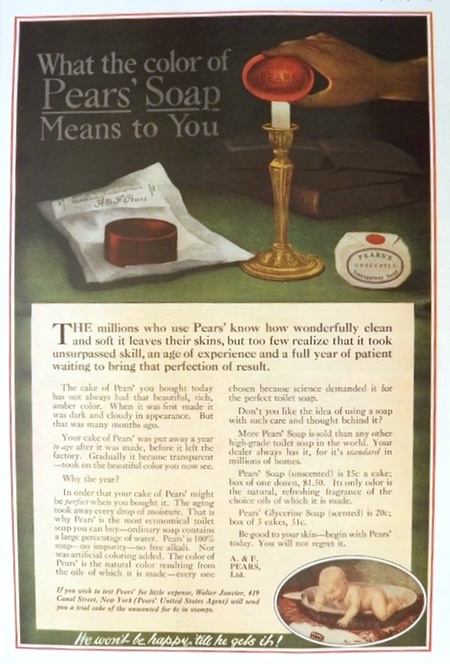 What the color of
Pears' Soap
Means to You
PEARS
A & F Pears
PEARS'S
UNSCENTED
Transparent Soap
THE millions who use Pears' know how wonderfully clean
and soft it leaves their skins, but too few realize that it took
unsurpassed skill, an age of experience and a full year of patient
waiting to bring that perfection of result.
The cake of Pears' you bought today
has not always had that beautiful, rich,
amber color. When it was first made it
was dark and cloudy in appearance. But
that was many months ago.
Your cake of Pears' was put away a year
to age after it was made, before it left the
factory. Gradually it became transparent
—took on the beautiful color you now see.
Why the year?
In order that your cake of Pears' might
be perfect when you bought it. The aging
took away every drop of moisture. That is
why Pears' is the most economical toilet
soap you can buy—ordinary soap contains
a large percentage of water. Pears' is 100%
soap—no impurity—no free alkali. Nor
was artificial coloring added. The color of
Pears' is the natural color resulting from
the oils of which it is made—every one
chosen because science demanded it for
the perfect toilet soap.
Don't you like the idea of using a soap
with such care and thought behind it?
More Pears' Soap is sold than any other
high-grade toilet soap in the world. Your
dealer always has it, for it's standard in
millions of homes.
Pears' Soap (unscented) is 15c a cake;
box of one dozen, $1.50. Its only odor is
the natural, refreshing fragrance of the
choice oils of which it is made.
Pears' Glycerine Soap (scented) is 20c;
box of 3 cakes, 51c.
Be good to your skin—begin with Pears'
today. You will not regret it.
A. & F.
PEARS,
Ltd.
If you wish to test Pears' for little expense, Walter Janvier, 419
Canal Street, New York (Pears' United States Agent) will send
you a trial cake of the unscented for 4c in stamps.
He won't be happy till he gets it!